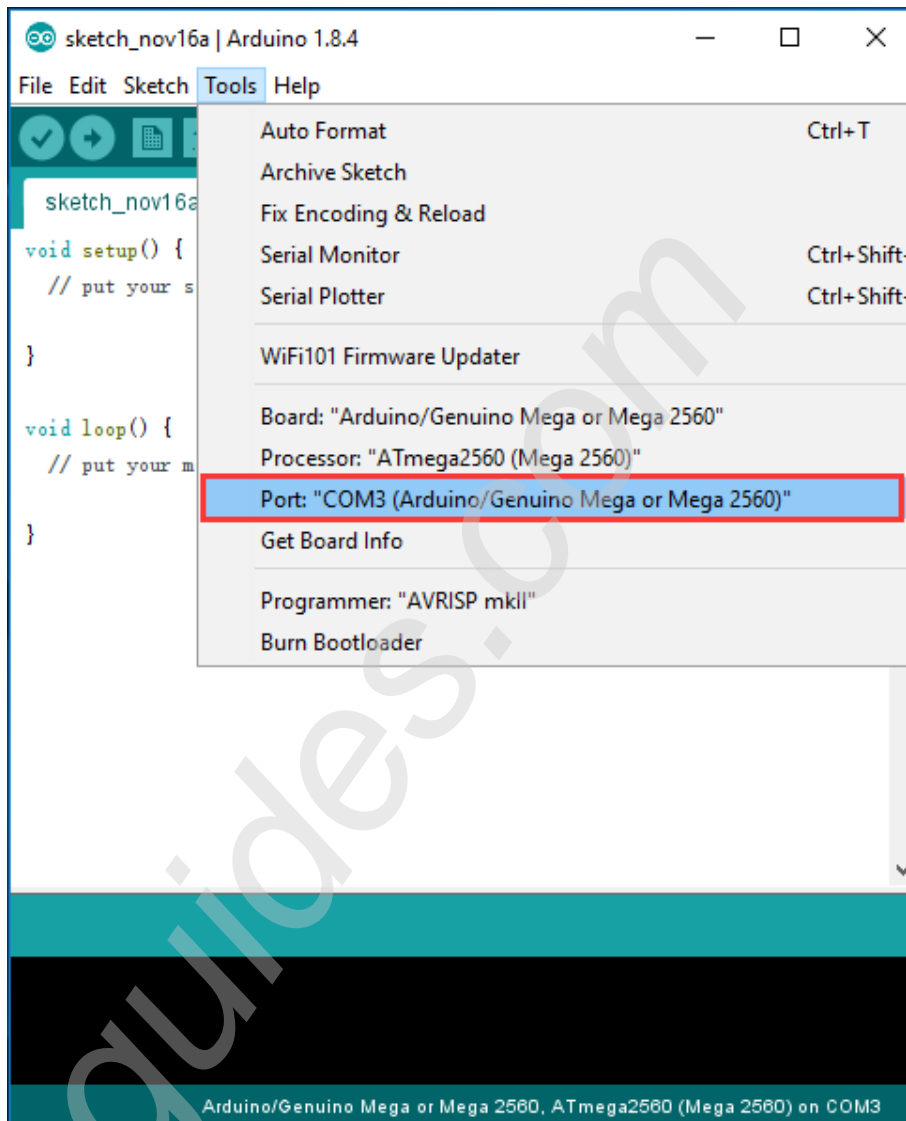 sketch_nov16a | Arduino 1.8.4
File Edit Sketch Tools Help
sketch_nov16a
void setup() {
// put your s
}
void loop() {
// put your m
}
Auto Format Ctrl+T
Archive Sketch
Fix Encoding & Reload
Serial Monitor Ctrl+Shift+
Serial Plotter Ctrl+Shift+
WiFi101 Firmware Updater
Board: "Arduino/Genuino Mega or Mega 2560"
Processor: "ATmega2560 (Mega 2560)"
Port: "COM3 (Arduino/Genuino Mega or Mega 2560)"
Get Board Info
Programmer: "AVRISP mkII"
Burn Bootloader
Arduino/Genuino Mega or Mega 2560, ATmega2560 (Mega 2560) on COM3
guides.com